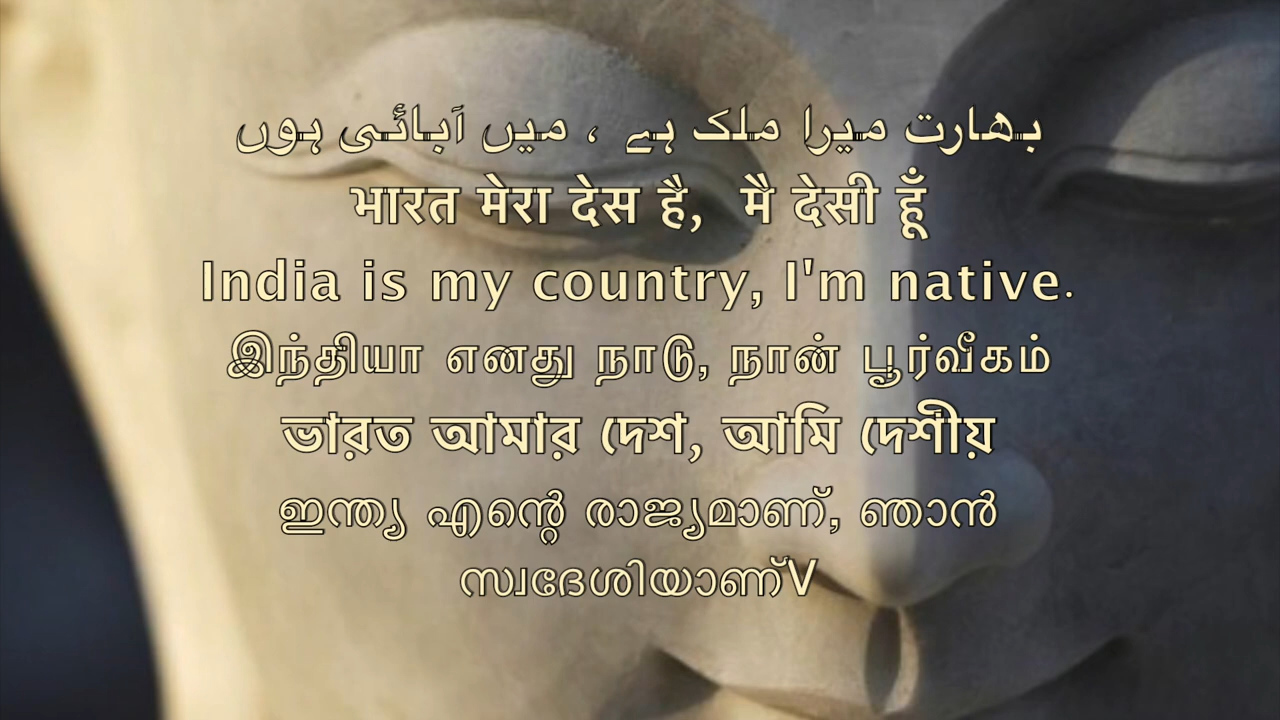 بھارت میرا ملک ہے ، میں آبائی ہوں
भारत मेरा देस है, मै देसी हूँ
India is my country, I'm native.
இந்தியா எனது நாடு, நான் பூர்வீகம்
ভারত আমার দেশ, আমি দেশীয়
ഇന്ത്യ എന്റെ രാജ്യമാണ്, ഞാൻ
സ്വദേശിയാണ്V